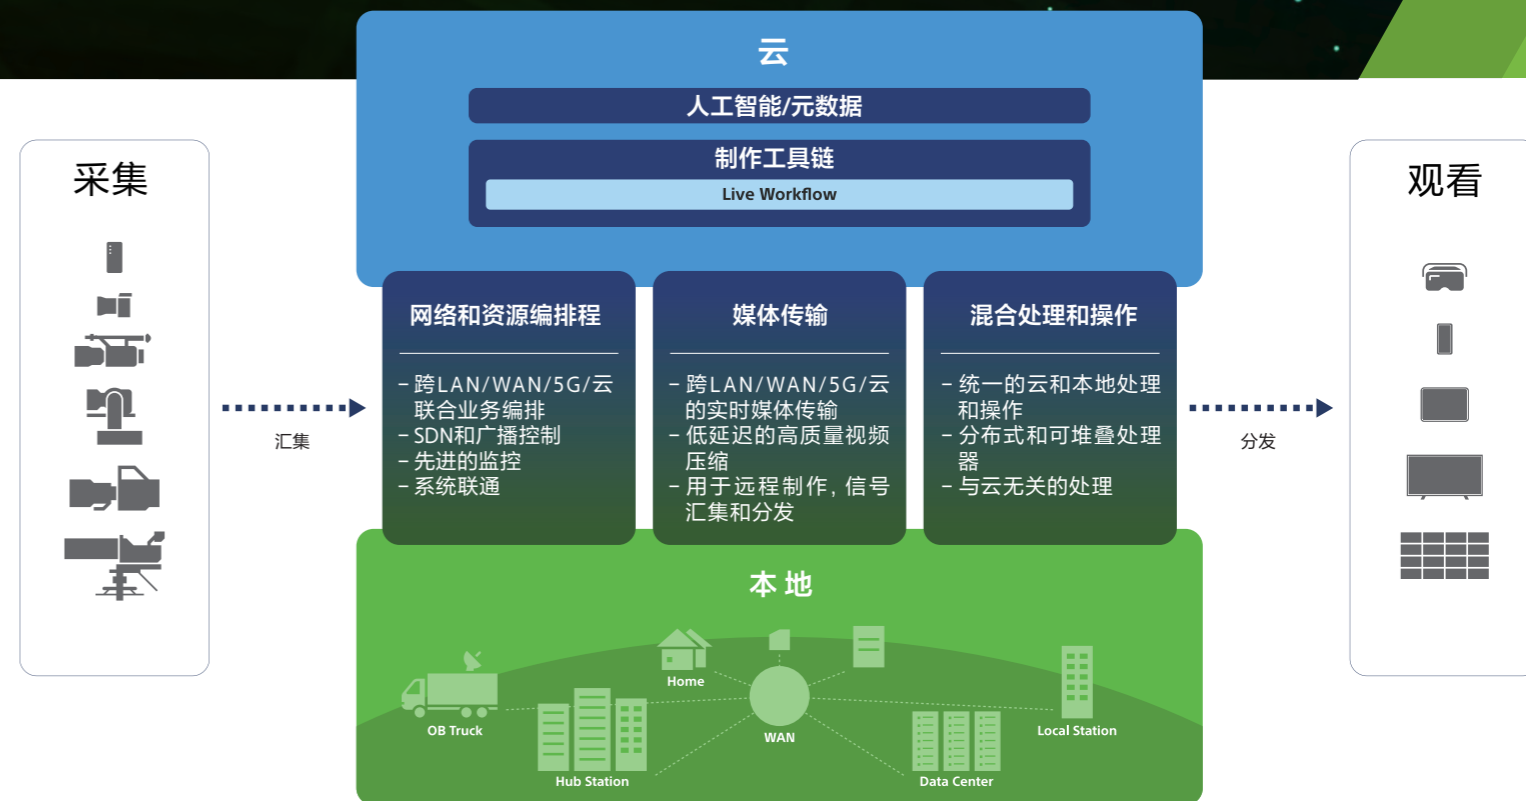 云
人工智能/元数据
制作工具链
Live Workflow
采集
汇集
网络和资源编排程
– 跨LAN/WAN/5G/云
联合业务编排
– SDN和广播控制
– 先进的监控
– 系统联通
媒体传输
– 跨LAN/WAN/5G/云
的实时媒体传输
– 低延迟的高质量视频
压缩
– 用于远程制作, 信号
汇集和分发
混合处理和操作
– 统一的云和本地处理
和操作
– 分布式和可堆叠处理
器
– 与云无关的处理
分发
观看
本 地
Home
OB Truck
WAN
Local Station
Hub Station
Data Center